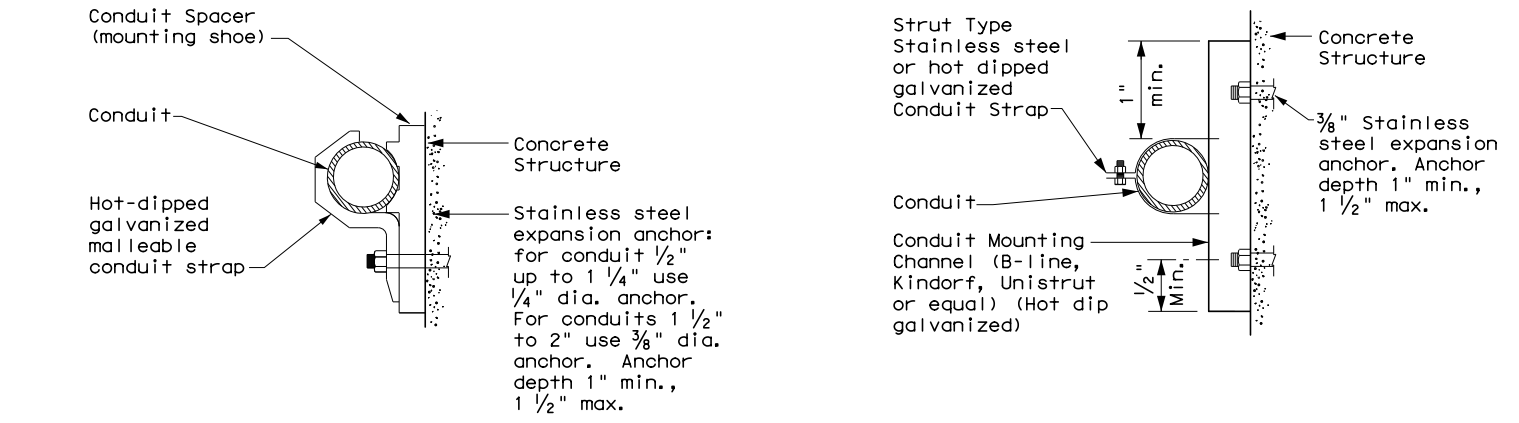 Conduit Spacer
(mounting shoe)
Conduit
Hot-dipped
galvanized
malleable
conduit strap
Concrete
Structure
Stainless steel
expansion anchor:
for conduit 1/2"
up to 1 1/4" use
1/4" dia. anchor.
For conduits 1 1/2"
to 2" use 3/8" dia.
anchor. Anchor
depth 1" min.,
1 1/2" max.
Strut Type
Stainless steel
or hot dipped
galvanized
Conduit Strap
1"
min.
Conduit
Conduit Mounting
Channel (B-line,
Kindorf, Unistrut
or equal) (Hot dip
galvanized)
1/2"
Min.
Concrete
Structure
3/8" Stainless
steel expansion
anchor. Anchor
depth 1" min.,
1 1/2" max.